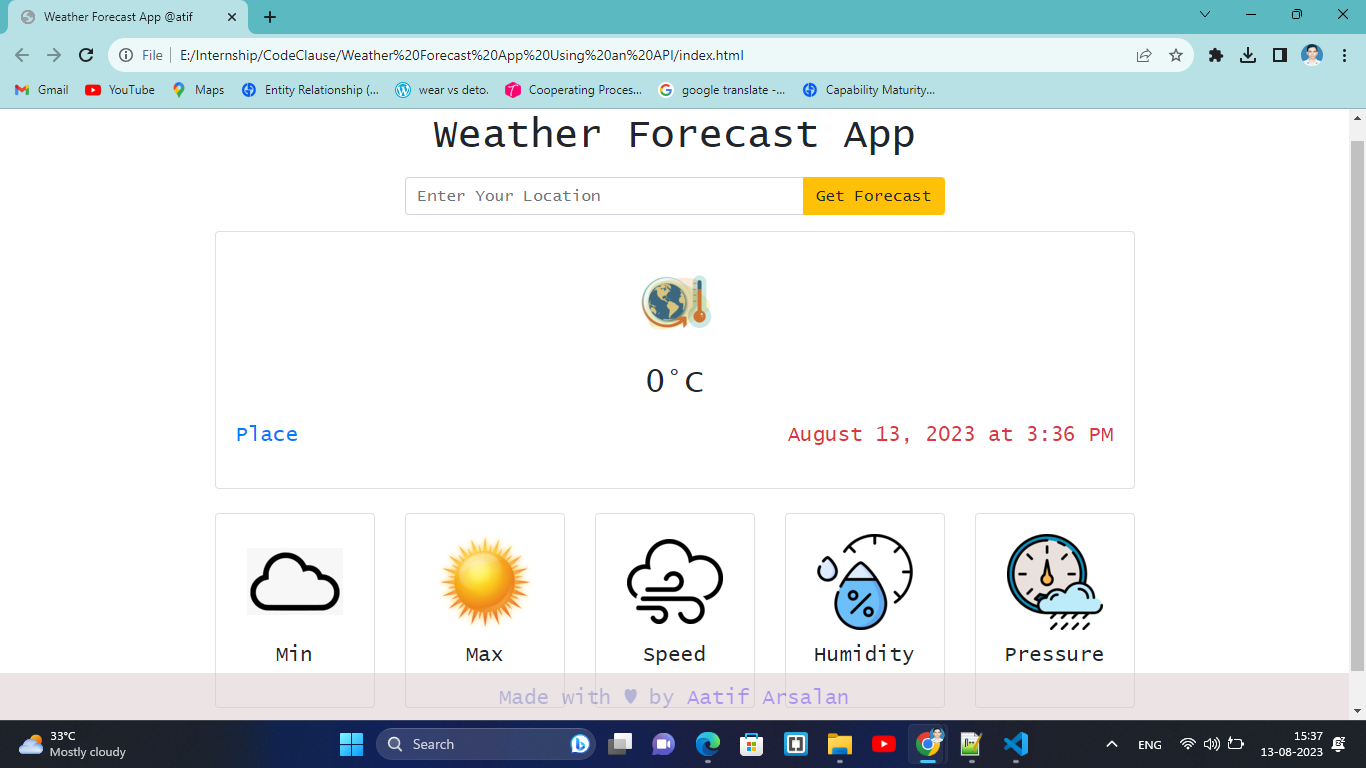 Weather Forecast App @atif
File E:/Internship/CodeClause/Weather%20Forecast%20App%20Using%20an%20API/index.html
Gmail YouTube Maps Entity Relationship (... wear vs deto. Cooperating Proces... google translate -... Capability Maturity...
Weather Forecast App
Enter Your Location Get Forecast
0°C
Place August 13, 2023 at 3:36 PM
%
Min Max Speed Humidity Pressure
Made with ♥ by Aatif Arsalan
33°C
Mostly cloudy
Search
ENG
15:37
13-08-2023